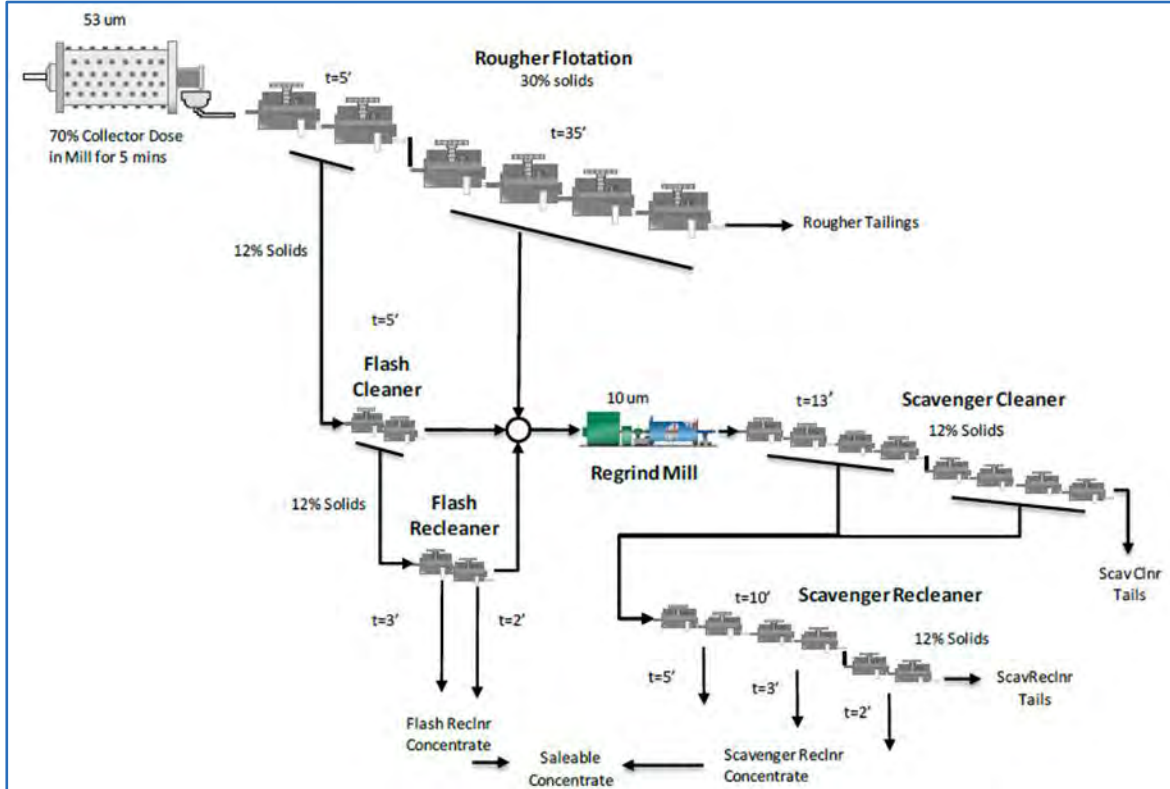 53 um
t=5'
Rougher Flotation
30% solids
70% Collector Dose
in Mill for 5 mins
t=35'
Rougher Tailings
12% Solids
t=5'
Flash
Cleaner
10 um
Regrind Mill
t=13'
Scavenger Cleaner
12% Solids
12% Solids
Flash
Recleaner
t=3'
t=2'
Flash Reclnr
Concentrate
Scav Clnr
Tails
t=10'
Scavenger Recleaner
12% Solids
t=5'
t=3'
t=2'
ScavReclnr
Tails
Saleable
Concentrate
Scavenger Reclnr
Concentrate